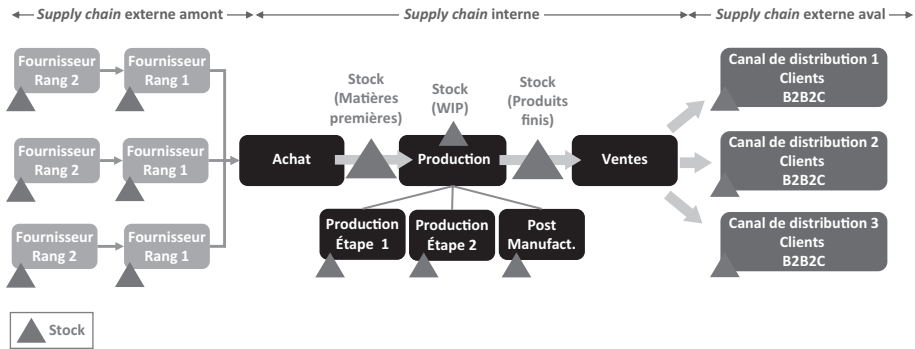 Supply chain externe amont
Supply chain interne
Supply chain externe aval
Fournisseur
Rang 2
Fournisseur
Rang 1
Fournisseur
Rang 2
Fournisseur
Rang 1
Fournisseur
Rang 2
Fournisseur
Rang 1
Achat
Stock
(Matières
premières)
Stock
(WIP)
Production
Stock
(Produits
finis)
Ventes
Production
Étape 1
Production
Étape 2
Post
Manufact.
Canal de distribution 1
Clients
B2B2C
Canal de distribution 2
Clients
B2B2C
Canal de distribution 3
Clients
B2B2C
Stock